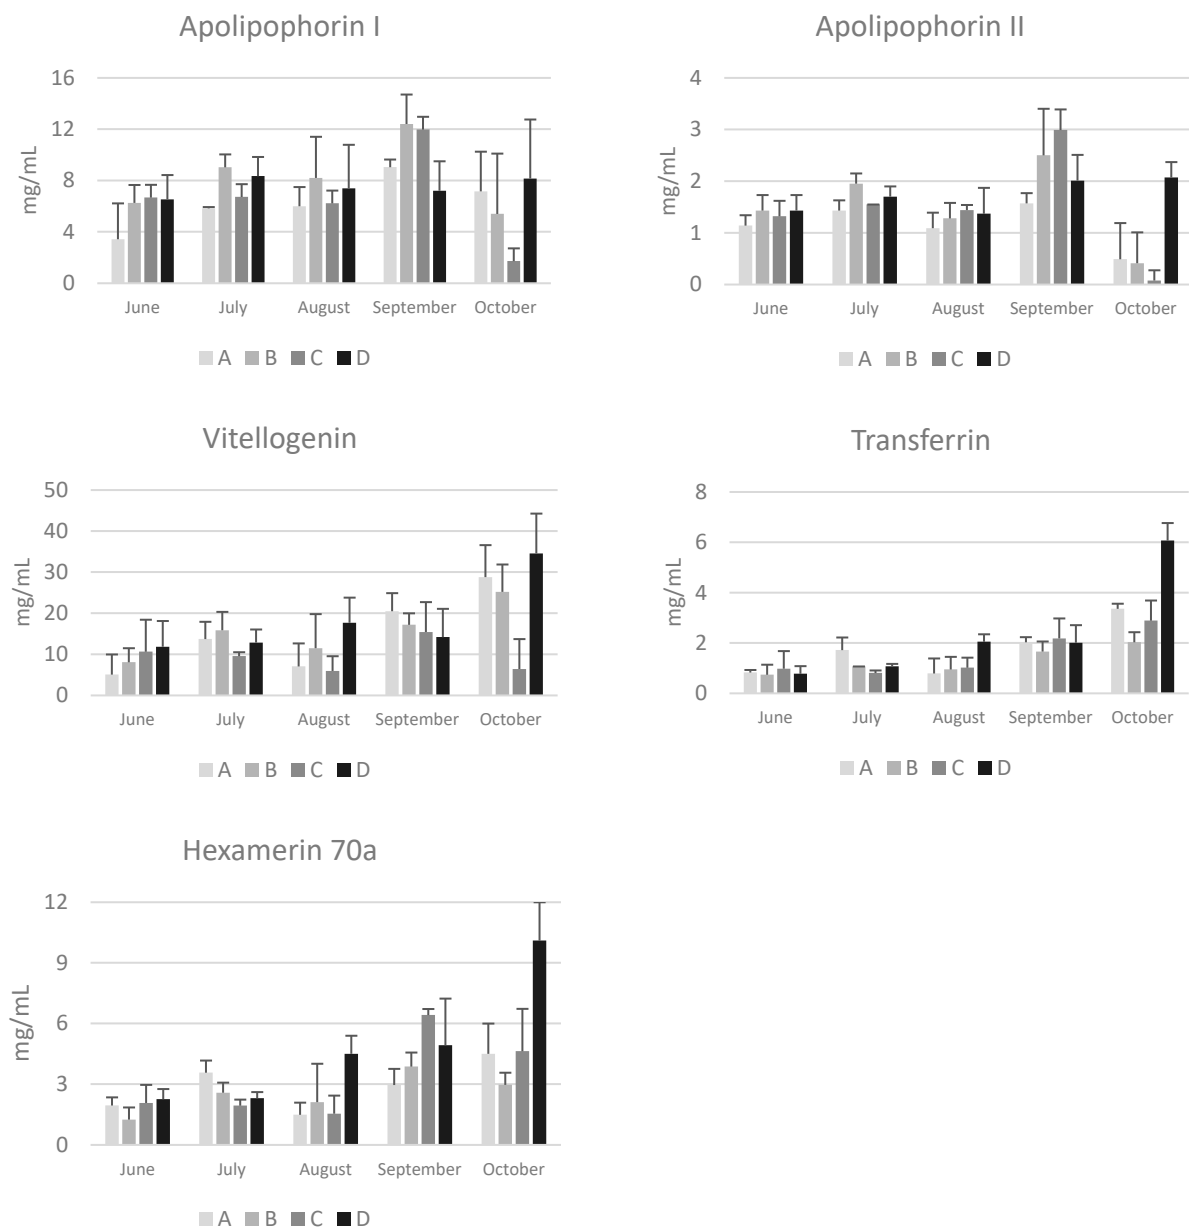 Apolipophorin I
16
12
8
4
0
mg/mL
June July August September October
A B C D
Apolipophorin II
4
3
2
1
0
mg/mL
June July August September October
A B C D
Vitellogenin
50
40
30
20
10
0
mg/mL
June July August September October
A B C D
Transferrin
8
6
4
2
0
mg/mL
June July August September October
A B C D
Hexamerin 70a
12
9
6
3
0
mg/mL
June July August September October
A B C D